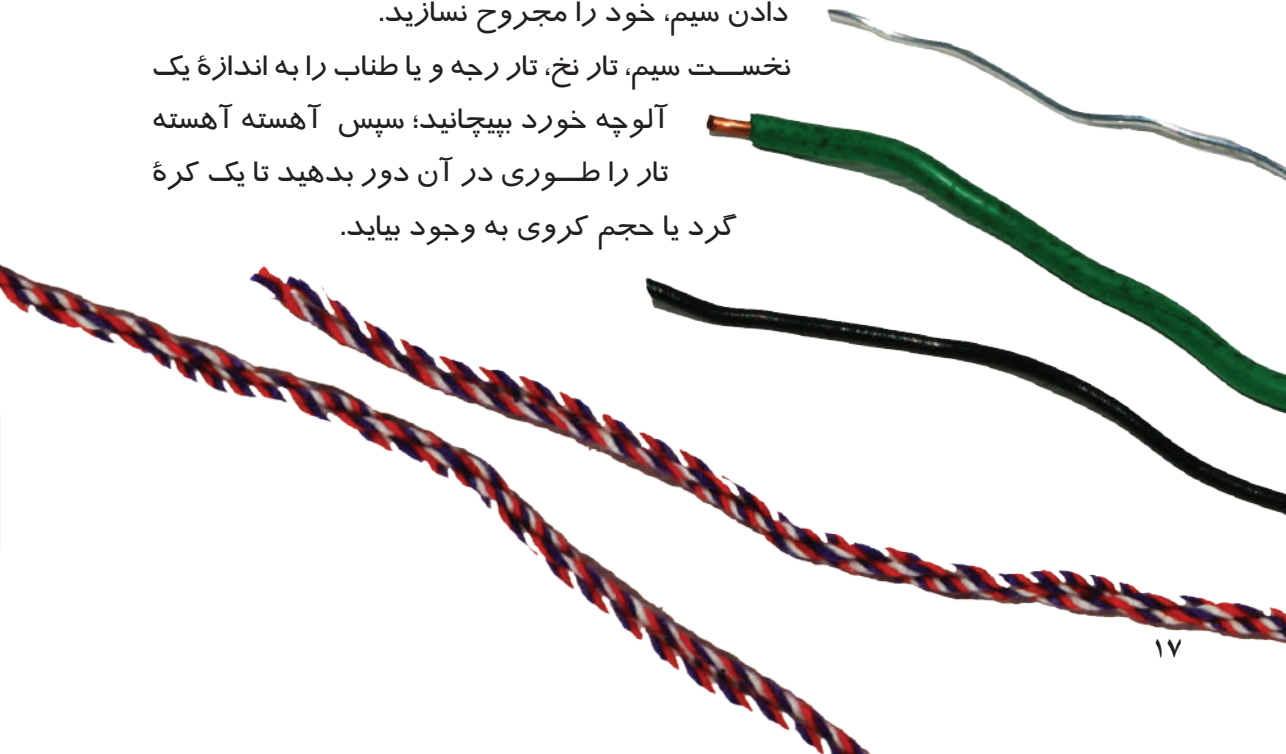 دادن سیم، خود را مجروح نسازید.
نخست سیم، تار نخ، تار رجه و یا طناب را به اندازۀ یک
آلوچه خورد بپیچانید؛ سپس آهسته آهسته
تار را طوری در آن دور بدهید تا یک کرۀ
گرد یا حجم کروی به وجود بیاید.
۱۷